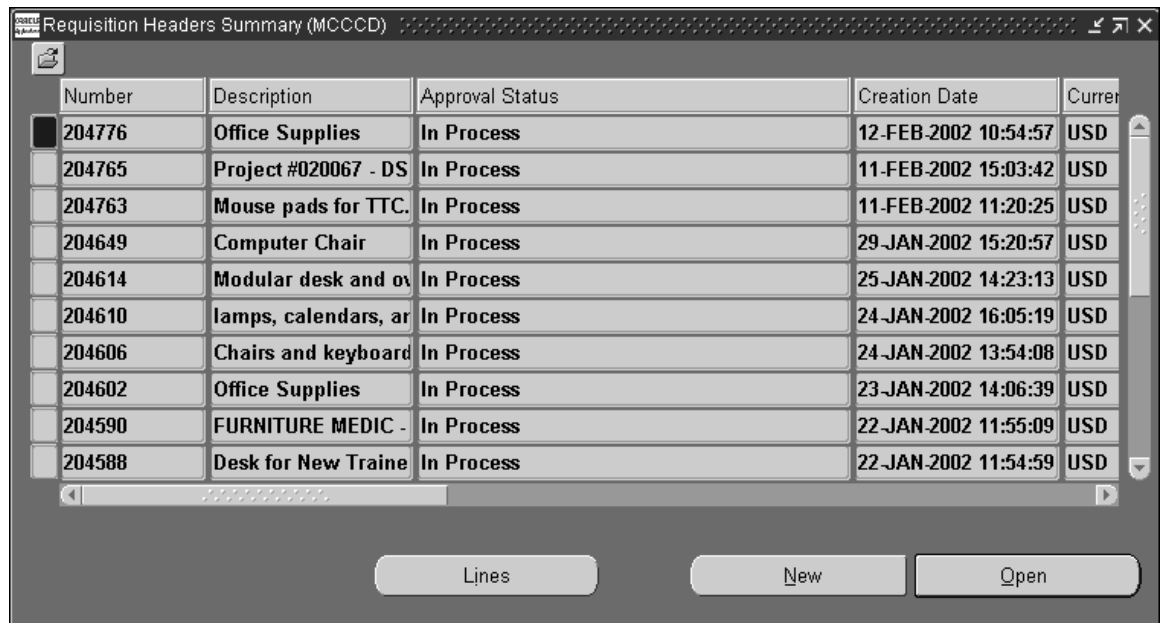 ORACLE Applications Requisition Headers Summary (MCCCD)
Number Description Approval Status Creation Date Curren
204776 Office Supplies In Process 12-FEB-2002 10:54:57 USD
204765 Project #020067 - DS In Process 11-FEB-2002 15:03:42 USD
204763 Mouse pads for TTC. In Process 11-FEB-2002 11:20:25 USD
204649 Computer Chair In Process 29-JAN-2002 15:20:57 USD
204614 Modular desk and ov In Process 25-JAN-2002 14:23:13 USD
204610 lamps, calendars, an In Process 24-JAN-2002 16:05:19 USD
204606 Chairs and keyboard In Process 24-JAN-2002 13:54:08 USD
204602 Office Supplies In Process 23-JAN-2002 14:06:39 USD
204590 FURNITURE MEDIC - In Process 22-JAN-2002 11:55:09 USD
204588 Desk for New Traine In Process 22-JAN-2002 11:54:59 USD
Lines New Open